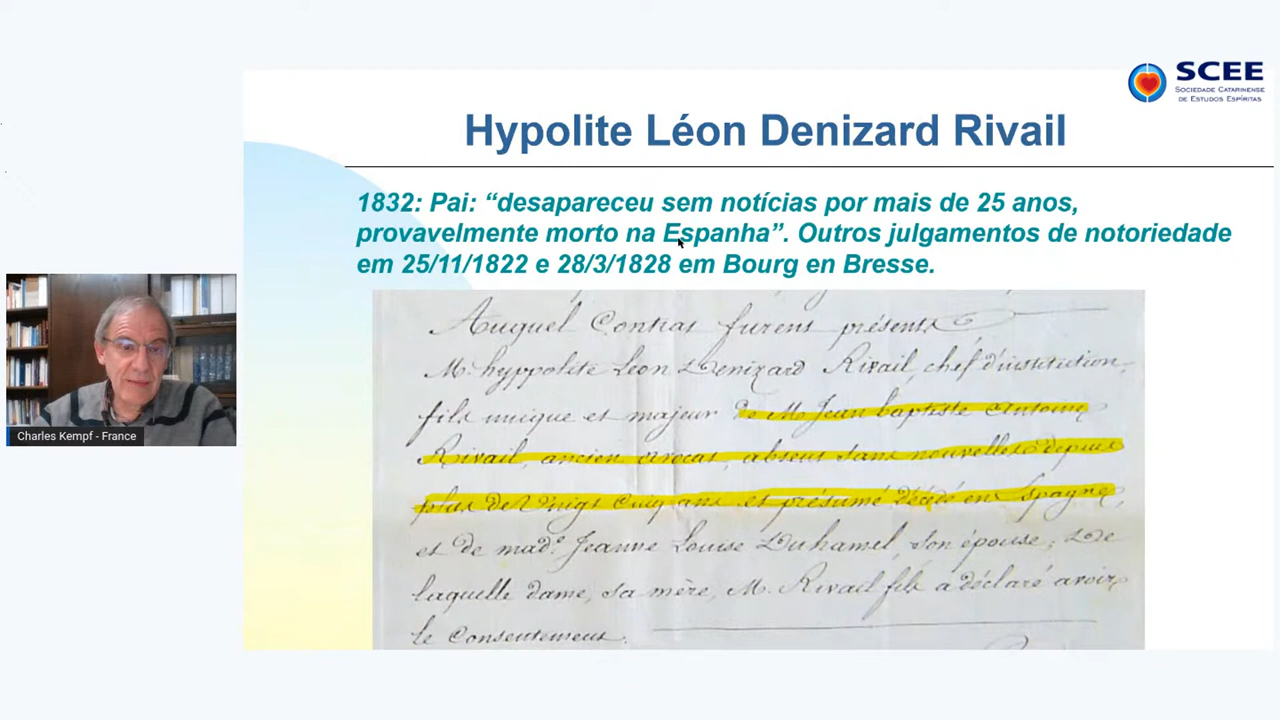 SCEE
SOCIEDADE CATARINENSE
DE ESTUDOS ESPÍRITAS
Hypolite Léon Denizard Rivail
1832: Pai: “desapareceu sem notícias por mais de 25 anos,
provavelmente morto na Espanha”. Outros julgamentos de notoriedade
em 25/11/1822 e 28/3/1828 em Bourg en Bresse.
Auquel Contrat furent présents
M. hyppolite Léon Denizard Rivail, chef d'institution,
fils unique et majeur de M. Jean baptiste Antoine
Rivail, ancien avocat, absent sans nouvelles depuis
plus de Vingt Cinq ans et présumé décédé en Espagne,
et de mad.e Jeanne Louise Duhamel, son épouse; De
laquelle dame, sa mère, M. Rivail fils a déclaré avoir
le Consentement.
Charles Kempf - France